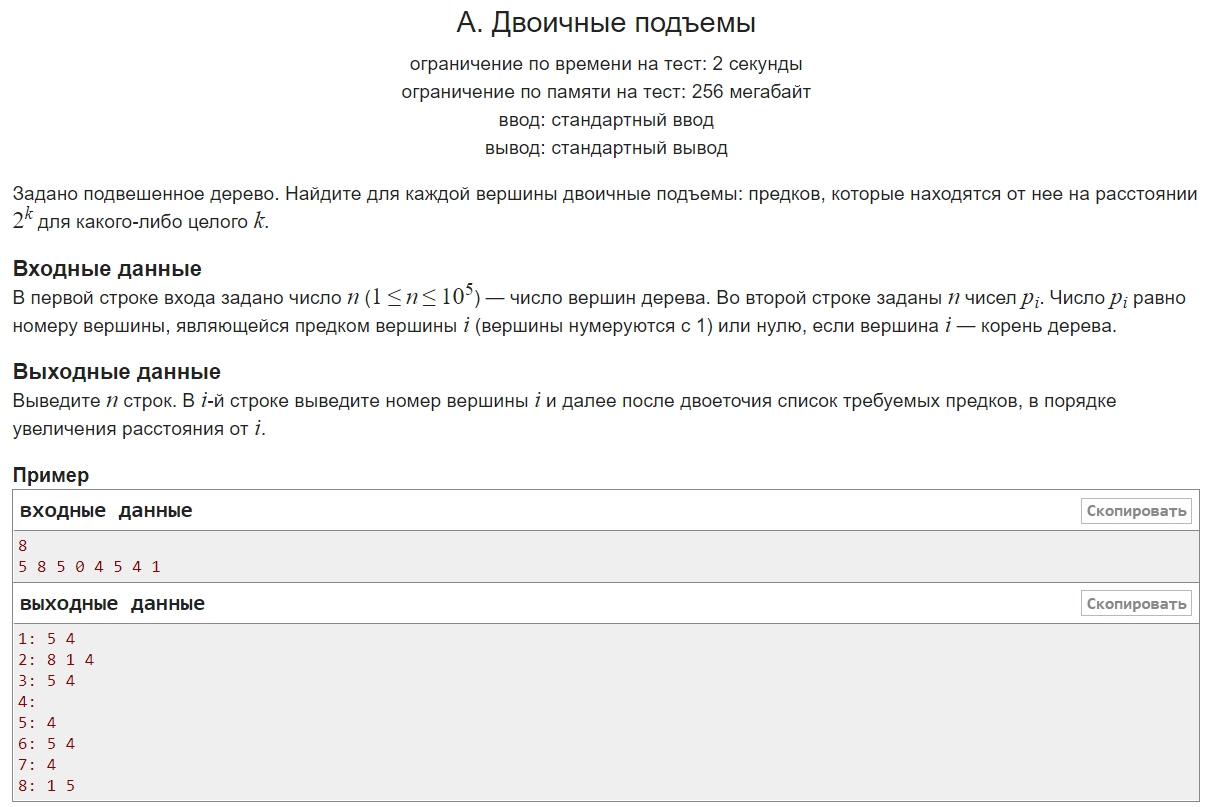 A. Двоичные подъемы
ограничение по времени на тест: 2 секунды
ограничение по памяти на тест: 256 мегабайт
ввод: стандартный ввод
вывод: стандартный вывод
Задано подвешенное дерево. Найдите для каждой вершины двоичные подъемы: предков, которые находятся от нее на расстоянии
2^k для какого-либо целого k.
Входные данные
В первой строке входа задано число n (1 ≤ n ≤ 10^5) — число вершин дерева. Во второй строке заданы n чисел p_i. Число p_i равно
номеру вершины, являющейся предком вершины i (вершины нумеруются с 1) или нулю, если вершина i — корень дерева.
Выходные данные
Выведите n строк. В i-й строке выведите номер вершины i и далее после двоеточия список требуемых предков, в порядке
увеличения расстояния от i.
Пример
входные данные
Скопировать
8
5 8 5 0 4 5 4 1
выходные данные
Скопировать
1: 5 4
2: 8 1 4
3: 5 4
4:
5: 4
6: 5 4
7: 4
8: 1 5